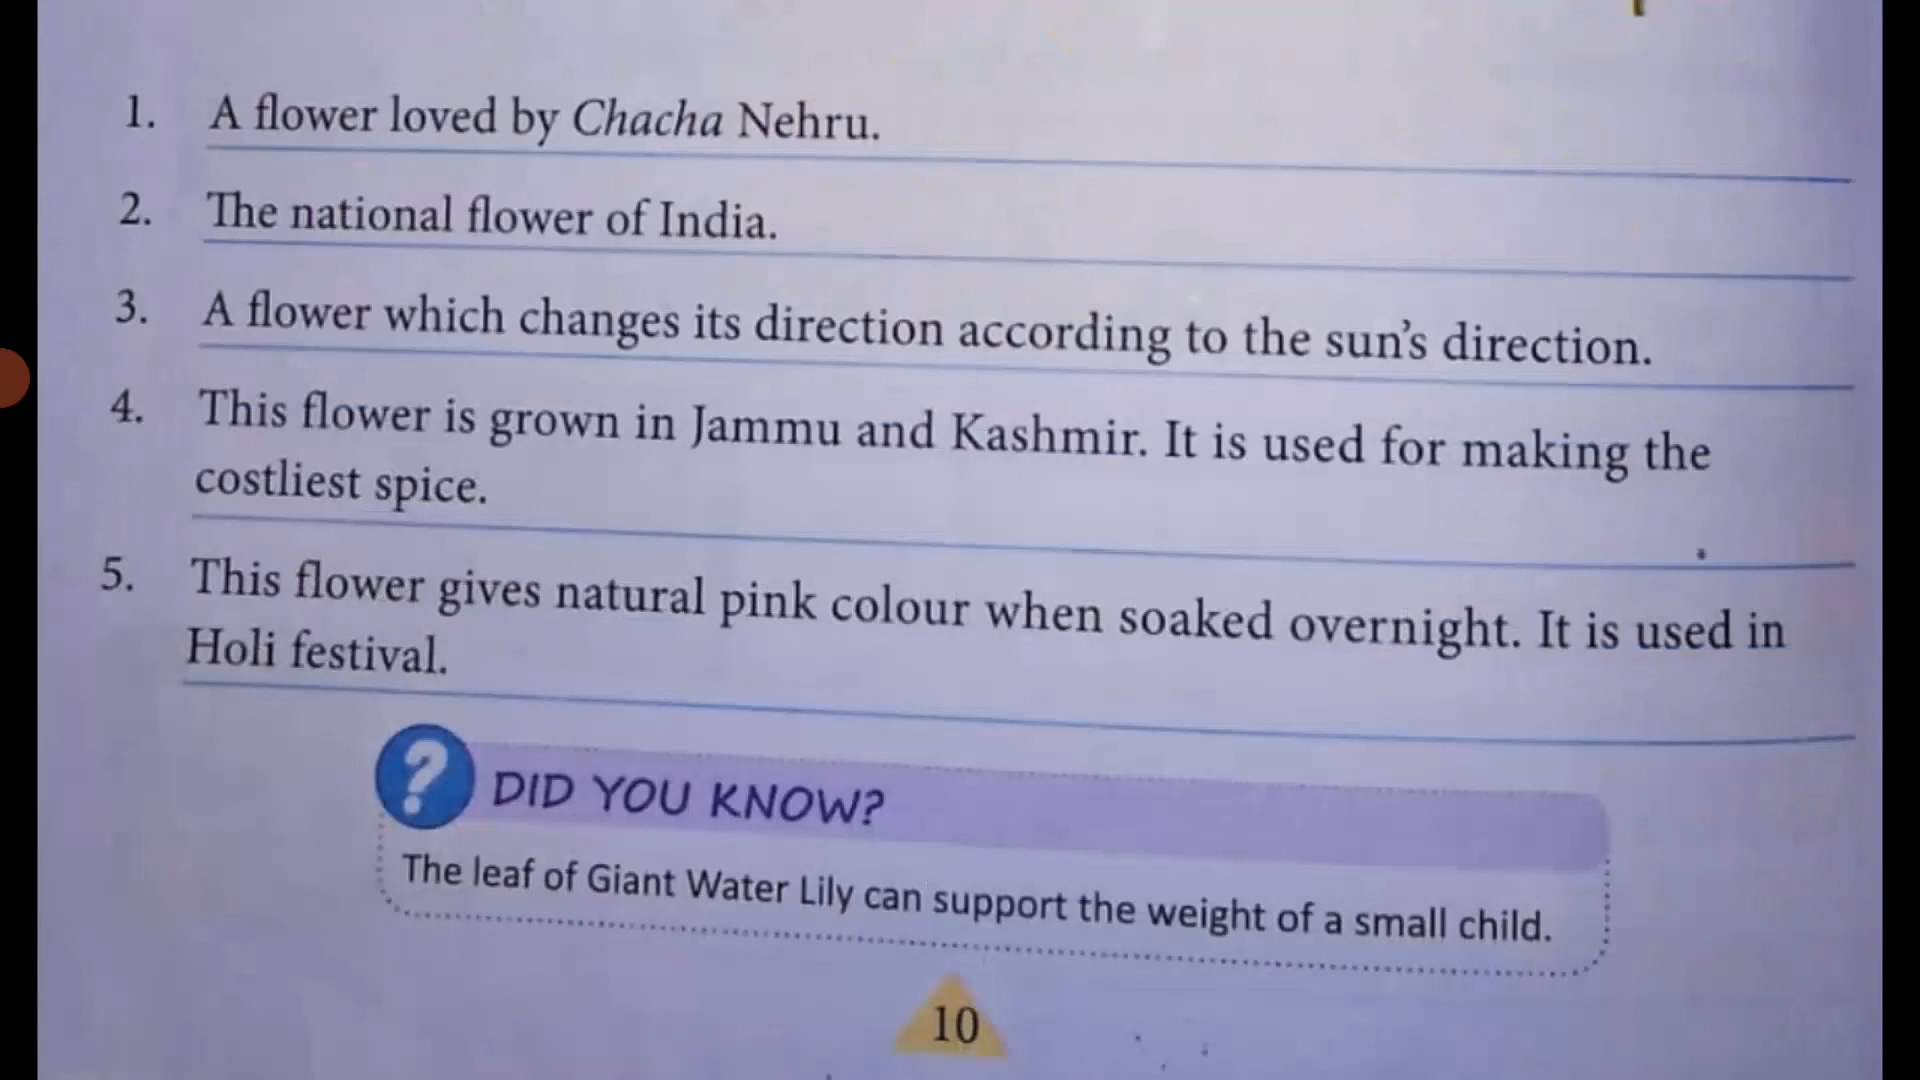 1. A flower loved by Chacha Nehru.
2. The national flower of India.
3. A flower which changes its direction according to the sun's direction.
4. This flower is grown in Jammu and Kashmir. It is used for making the
costliest spice.
5. This flower gives natural pink colour when soaked overnight. It is used in
Holi festival.
? DID YOU KNOW?
The leaf of Giant Water Lily can support the weight of a small child.
10